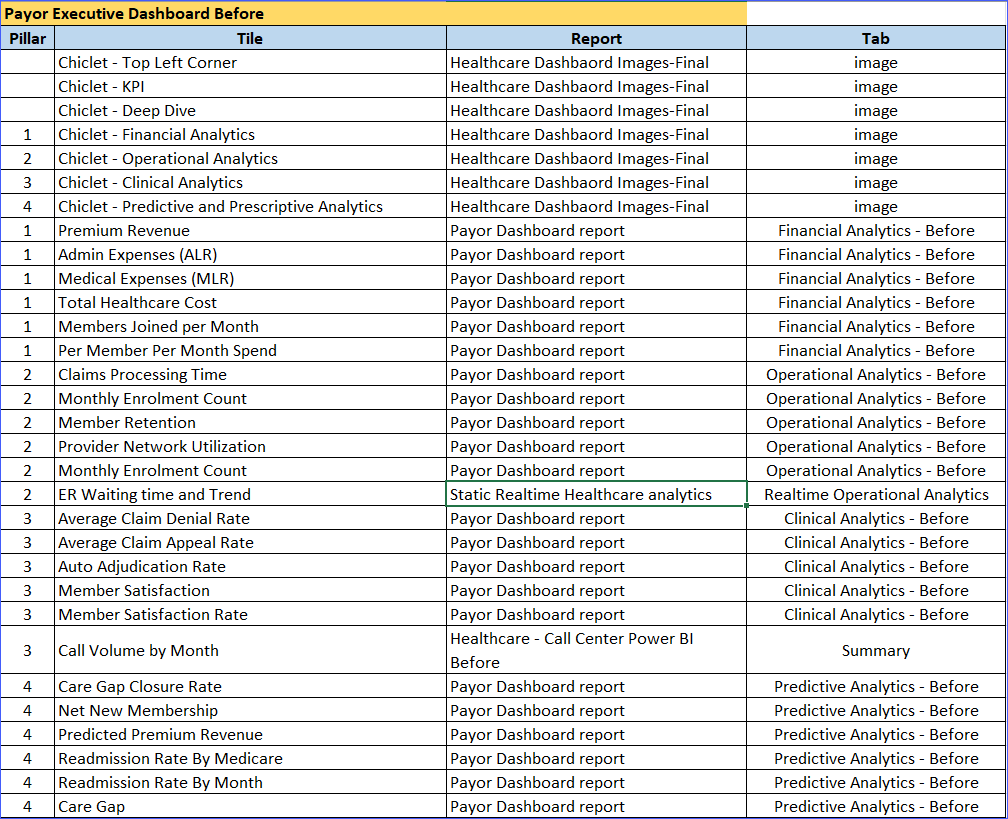 Payor Executive Dashboard Before
Pillar Tile Report Tab
Chiclet - Top Left Corner Healthcare Dashbaord Images-Final image
Chiclet - KPI Healthcare Dashbaord Images-Final image
Chiclet - Deep Dive Healthcare Dashbaord Images-Final image
1 Chiclet - Financial Analytics Healthcare Dashbaord Images-Final image
2 Chiclet - Operational Analytics Healthcare Dashbaord Images-Final image
3 Chiclet - Clinical Analytics Healthcare Dashbaord Images-Final image
4 Chiclet - Predictive and Prescriptive Analytics Healthcare Dashbaord Images-Final image
1 Premium Revenue Payor Dashboard report Financial Analytics - Before
1 Admin Expenses (ALR) Payor Dashboard report Financial Analytics - Before
1 Medical Expenses (MLR) Payor Dashboard report Financial Analytics - Before
1 Total Healthcare Cost Payor Dashboard report Financial Analytics - Before
1 Members Joined per Month Payor Dashboard report Financial Analytics - Before
1 Per Member Per Month Spend Payor Dashboard report Financial Analytics - Before
2 Claims Processing Time Payor Dashboard report Operational Analytics - Before
2 Monthly Enrolment Count Payor Dashboard report Operational Analytics - Before
2 Member Retention Payor Dashboard report Operational Analytics - Before
2 Provider Network Utilization Payor Dashboard report Operational Analytics - Before
2 Monthly Enrolment Count Payor Dashboard report Operational Analytics - Before
2 ER Waiting time and Trend Static Realtime Healthcare analytics Realtime Operational Analytics
3 Average Claim Denial Rate Payor Dashboard report Clinical Analytics - Before
3 Average Claim Appeal Rate Payor Dashboard report Clinical Analytics - Before
3 Auto Adjudication Rate Payor Dashboard report Clinical Analytics - Before
3 Member Satisfaction Payor Dashboard report Clinical Analytics - Before
3 Member Satisfaction Rate Payor Dashboard report Clinical Analytics - Before
3 Call Volume by Month Healthcare - Call Center Power BI
Before Summary
4 Care Gap Closure Rate Payor Dashboard report Predictive Analytics - Before
4 Net New Membership Payor Dashboard report Predictive Analytics - Before
4 Predicted Premium Revenue Payor Dashboard report Predictive Analytics - Before
4 Readmission Rate By Medicare Payor Dashboard report Predictive Analytics - Before
4 Readmission Rate By Month Payor Dashboard report Predictive Analytics - Before
4 Care Gap Payor Dashboard report Predictive Analytics - Before